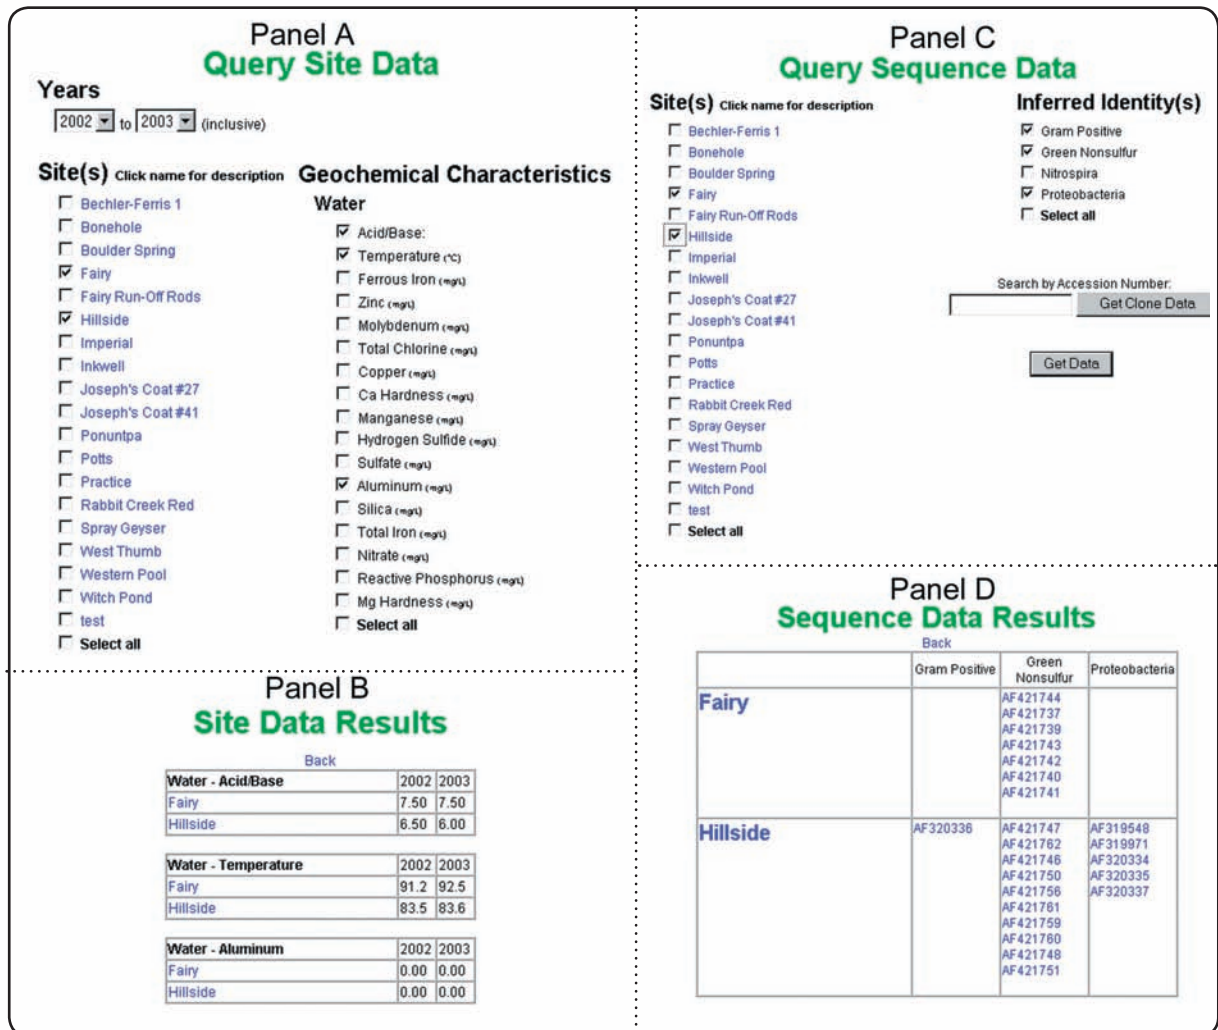 Panel A
Query Site Data
Years
2002 to 2003 (inclusive)
Site(s) Click name for description
Bechler-Ferris 1
Bonehole
Boulder Spring
Fairy
Fairy Run-Off Rods
Hillside
Imperial
Inkwell
Joseph's Coat #27
Joseph's Coat #41
Ponuntpa
Potts
Practice
Rabbit Creek Red
Spray Geyser
West Thumb
Western Pool
Witch Pond
test
Select all
Geochemical Characteristics
Water
Acid/Base:
Temperature (°C)
Ferrous Iron (mg/L)
Zinc (mg/L)
Molybdenum (mg/L)
Total Chlorine (mg/L)
Copper (mg/L)
Ca Hardness (mg/L)
Manganese (mg/L)
Hydrogen Sulfide (mg/L)
Sulfate (mg/L)
Aluminum (mg/L)
Silica (mg/L)
Total Iron (mg/L)
Nitrate (mg/L)
Reactive Phosphorus (mg/L)
Mg Hardness (mg/L)
Select all
Panel B
Site Data Results
Back
Water - Acid/Base 2002 2003
Fairy 7.50 7.50
Hillside 6.50 6.00
Water - Temperature 2002 2003
Fairy 91.2 92.5
Hillside 83.5 83.6
Water - Aluminum 2002 2003
Fairy 0.00 0.00
Hillside 0.00 0.00
Panel C
Query Sequence Data
Site(s) Click name for description
Bechler-Ferris 1
Bonehole
Boulder Spring
Fairy
Fairy Run-Off Rods
Hillside
Imperial
Inkwell
Joseph's Coat #27
Joseph's Coat #41
Ponuntpa
Potts
Practice
Rabbit Creek Red
Spray Geyser
West Thumb
Western Pool
Witch Pond
test
Select all
Inferred Identity(s)
Gram Positive
Green Nonsulfur
Nitrospira
Proteobacteria
Select all
Search by Accession Number:
Get Clone Data
Get Data
Panel D
Sequence Data Results
Back
Gram Positive
Green
Nonsulfur
Proteobacteria
Fairy
AF421744
AF421737
AF421739
AF421743
AF421742
AF421740
AF421741
Hillside
AF320336
AF421747
AF421762
AF421746
AF421750
AF421756
AF421761
AF421759
AF421760
AF421748
AF421751
AF319548
AF319971
AF320334
AF320335
AF320337